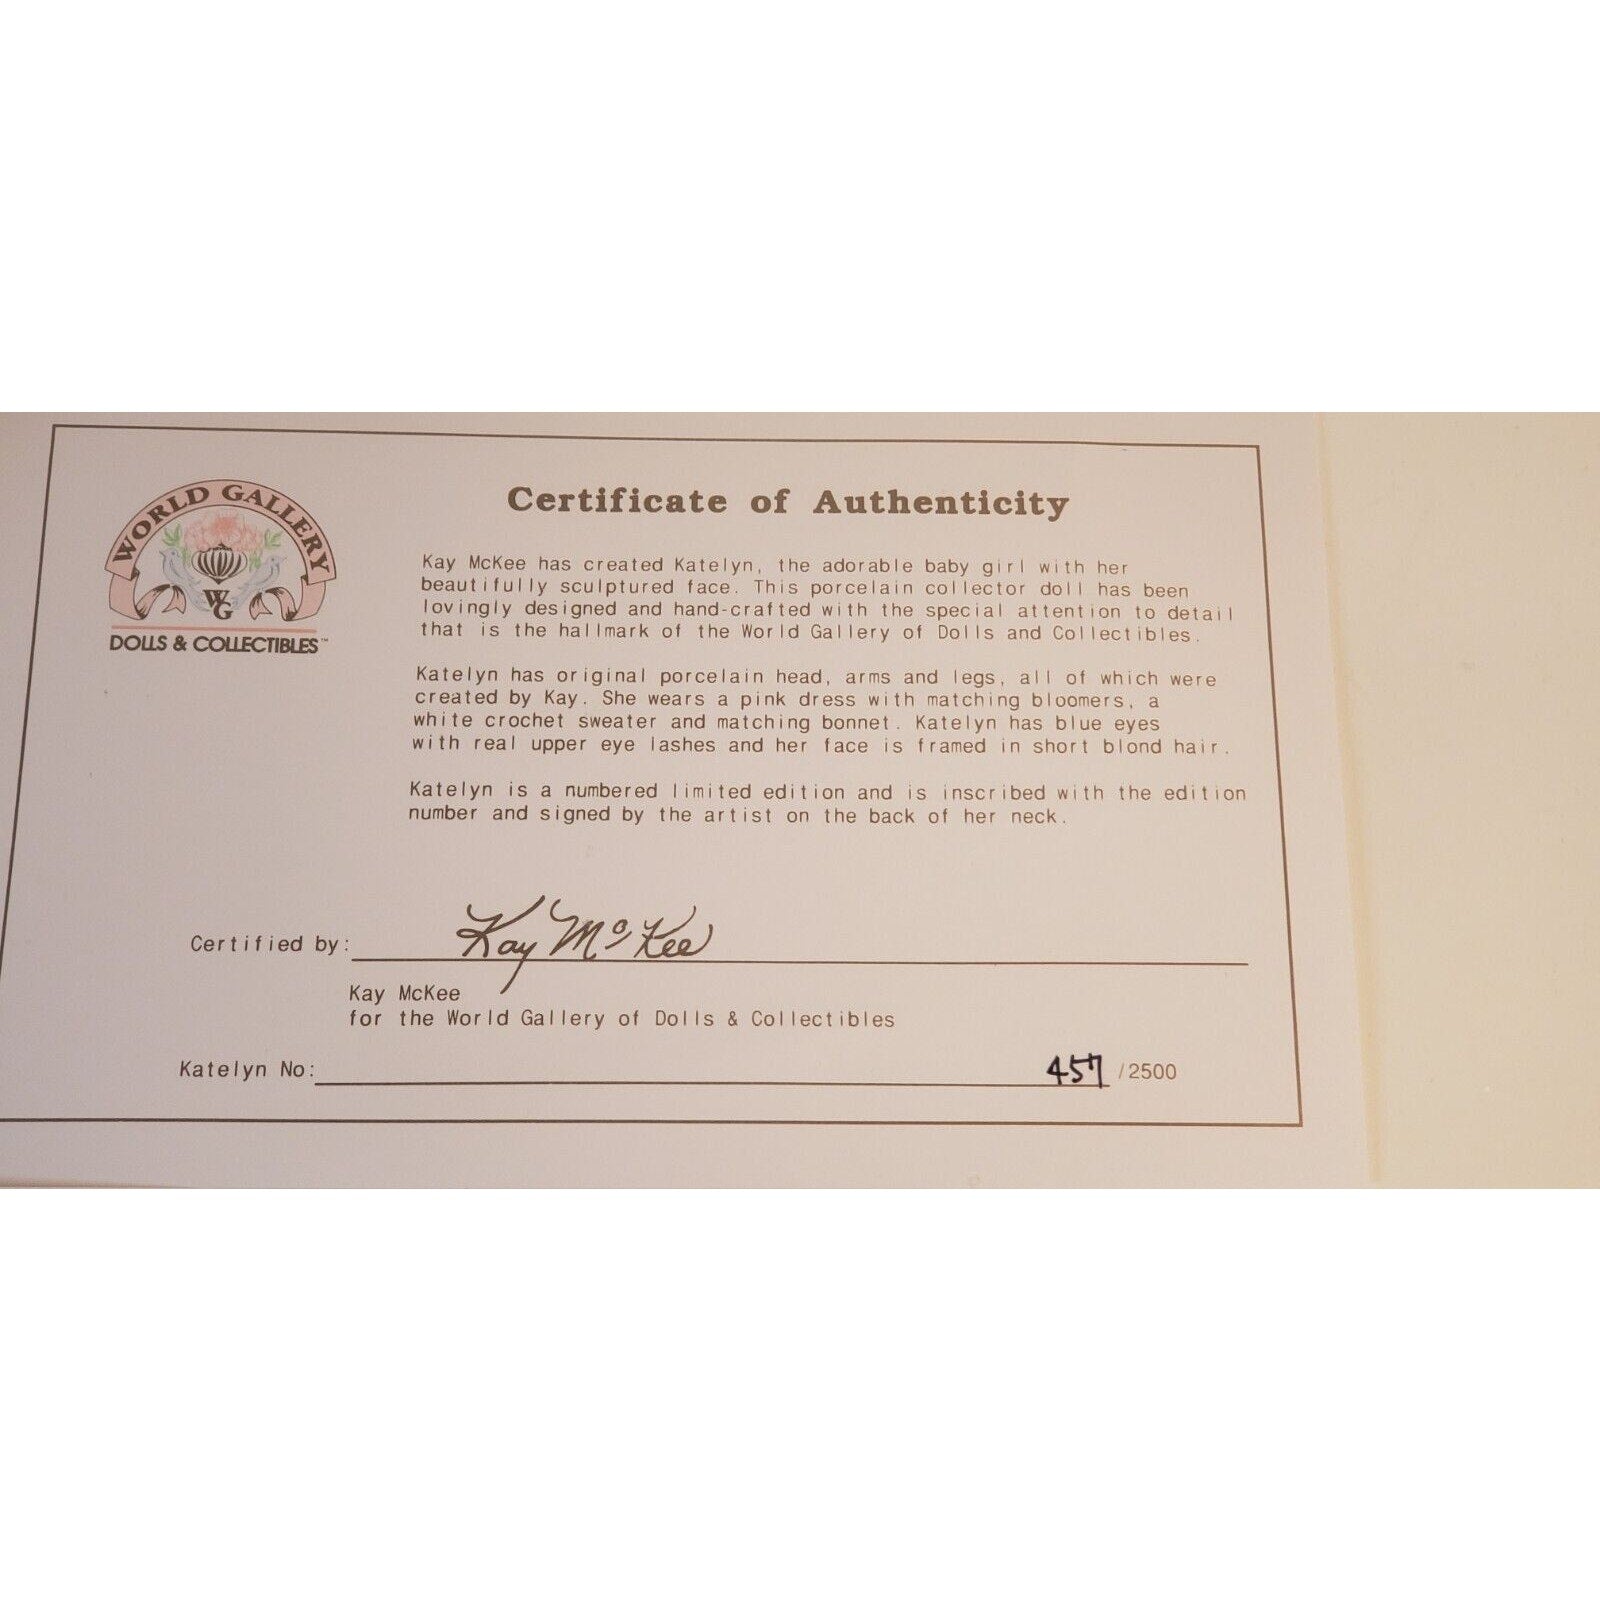 WORLD GALLERY
WG
DOLLS & COLLECTIBLES™
Certificate of Authenticity
Kay McKee has created Katelyn, the adorable baby girl with her
beautifully sculptured face. This porcelain collector doll has been
lovingly designed and hand-crafted with the special attention to detail
that is the hallmark of the World Gallery of Dolls and Collectibles.
Katelyn has original porcelain head, arms and legs, all of which were
created by Kay. She wears a pink dress with matching bloomers, a
white crochet sweater and matching bonnet. Katelyn has blue eyes
with real upper eye lashes and her face is framed in short blond hair.
Katelyn is a numbered limited edition and is inscribed with the edition
number and signed by the artist on the back of her neck.
Certified by: Kay McKee
Kay McKee
for the World Gallery of Dolls & Collectibles
Katelyn No: 457 /2500